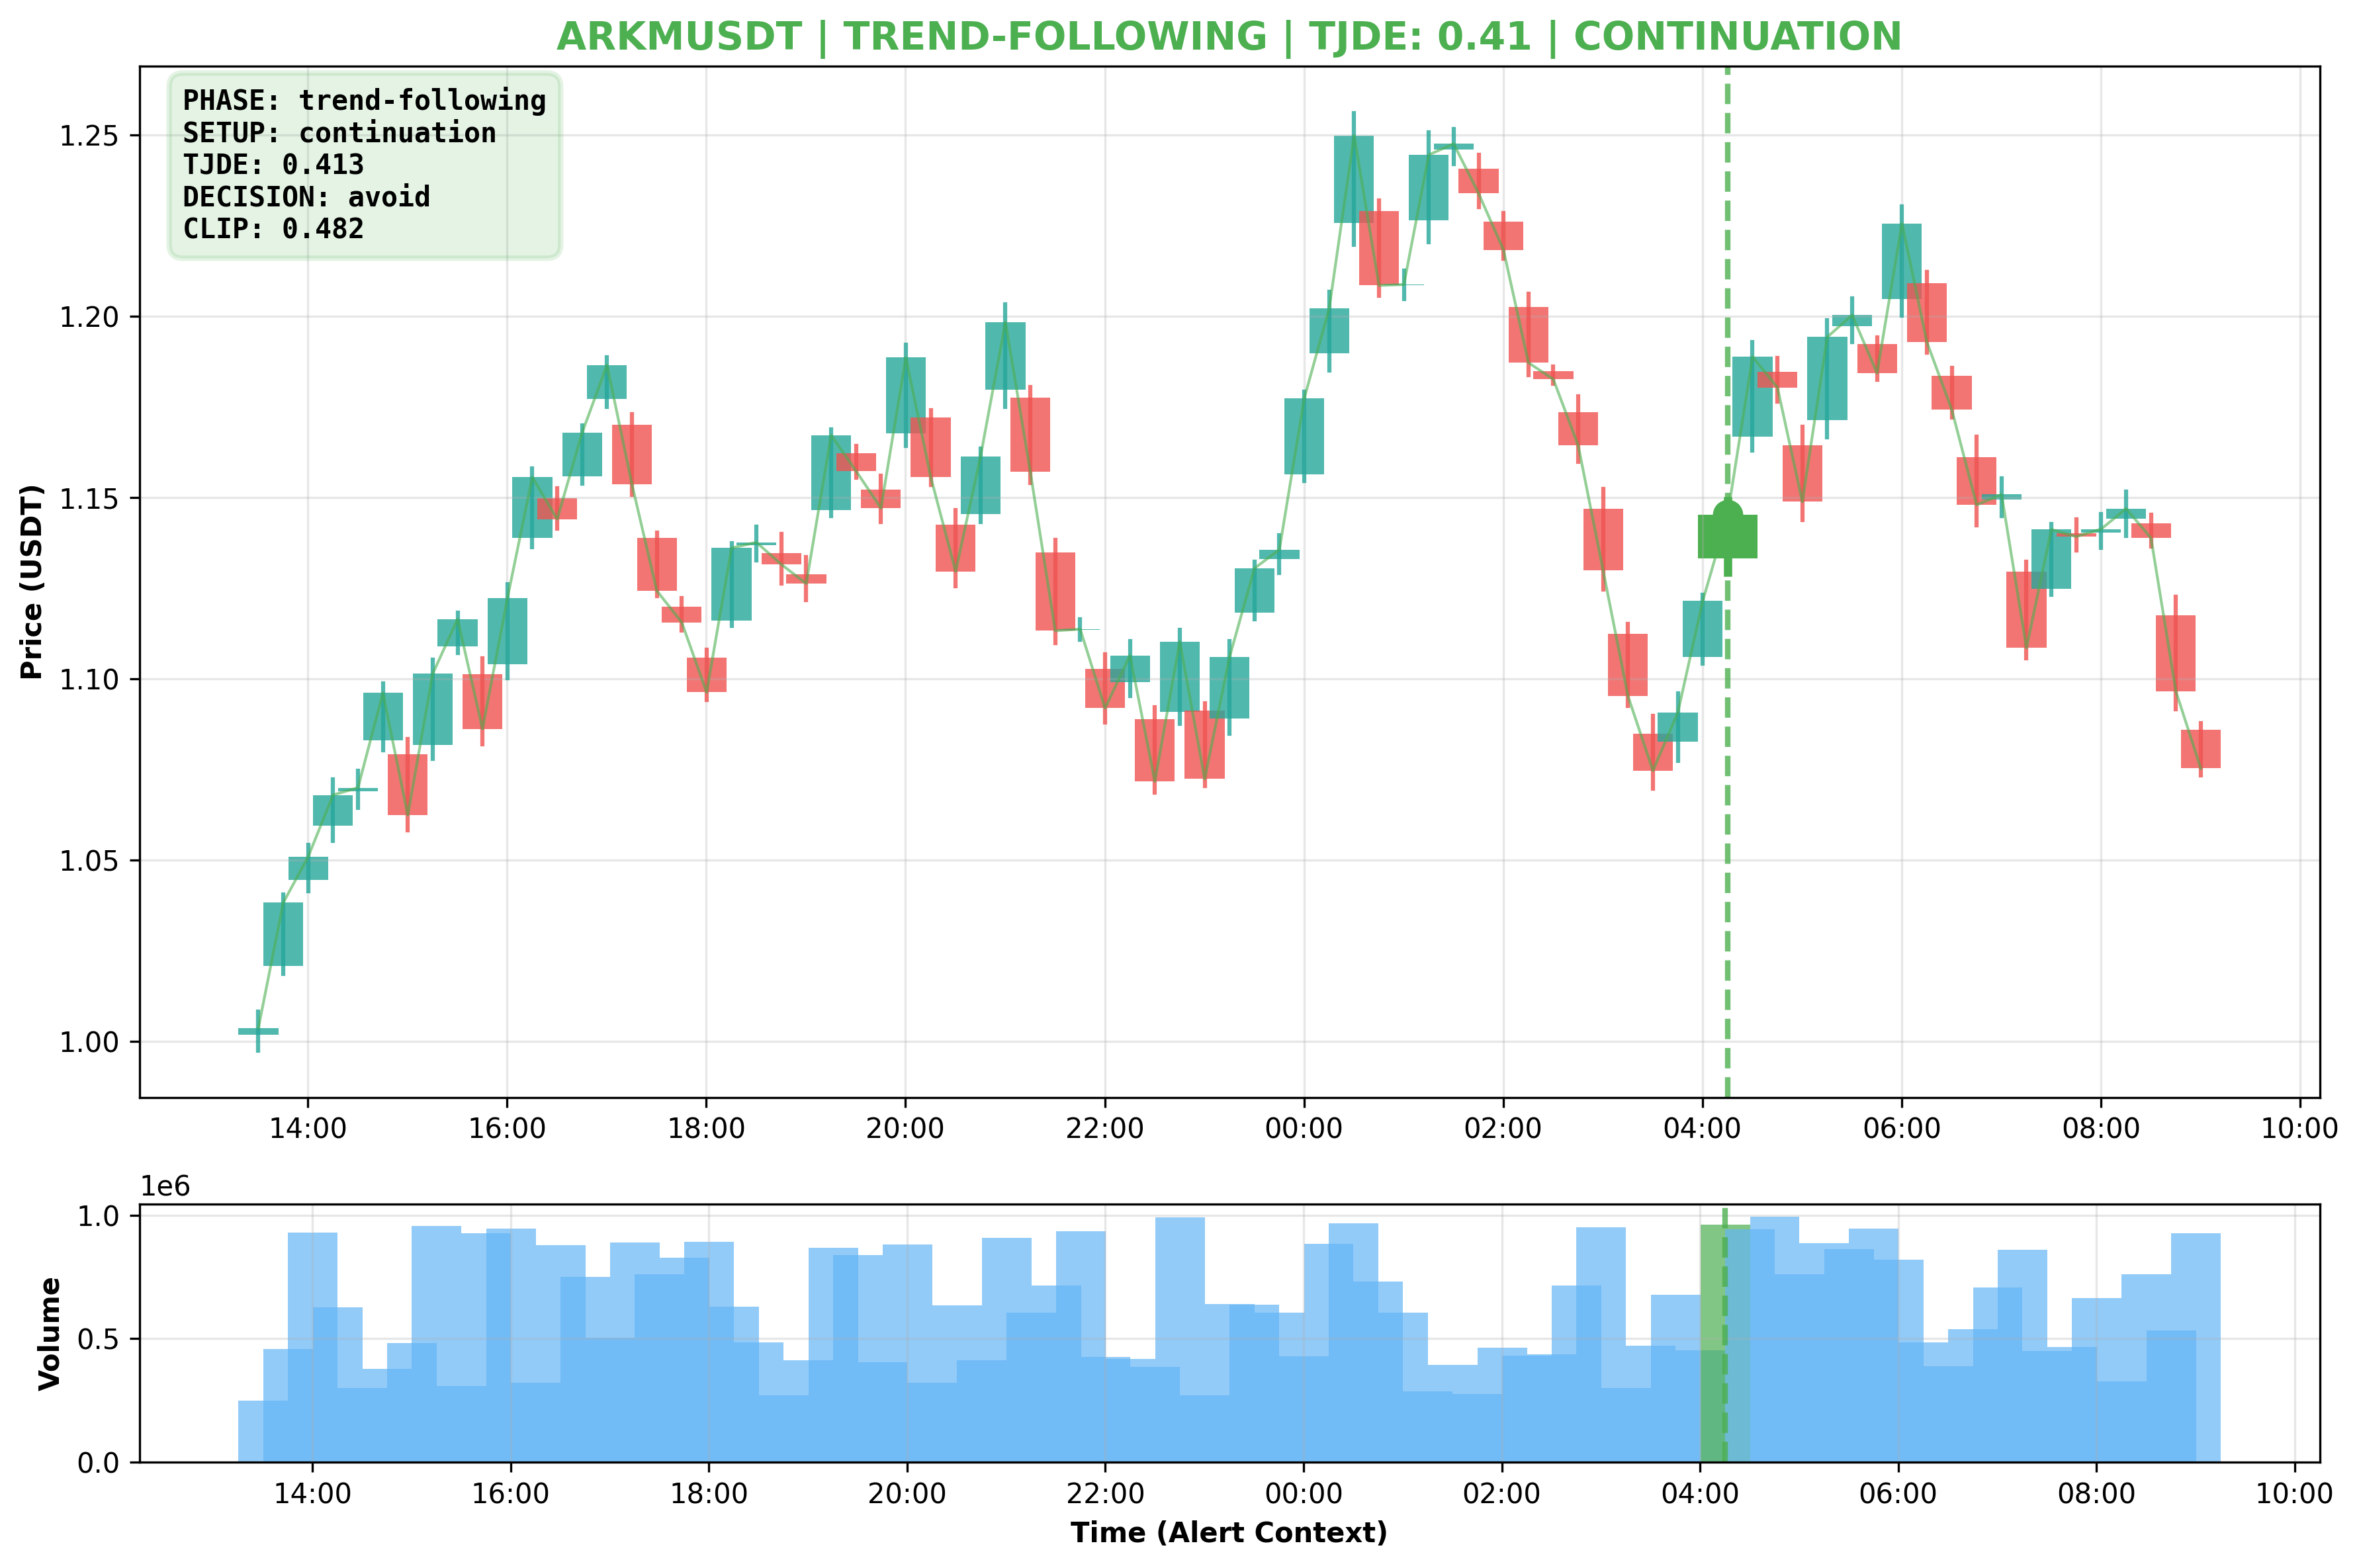 ARKMUSDT | TREND-FOLLOWING | TJDE: 0.41 | CONTINUATION
PHASE: trend-following
SETUP: continuation
TJDE: 0.413
DECISION: avoid
CLIP: 0.482
Price (USDT)
1.25
1.20
1.15
1.10
1.05
1.00
14:00 16:00 18:00 20:00 22:00 00:00 02:00 04:00 06:00 08:00 10:00
1e6
Volume
1.0
0.5
0.0
14:00 16:00 18:00 20:00 22:00 00:00 02:00 04:00 06:00 08:00 10:00
Time (Alert Context)